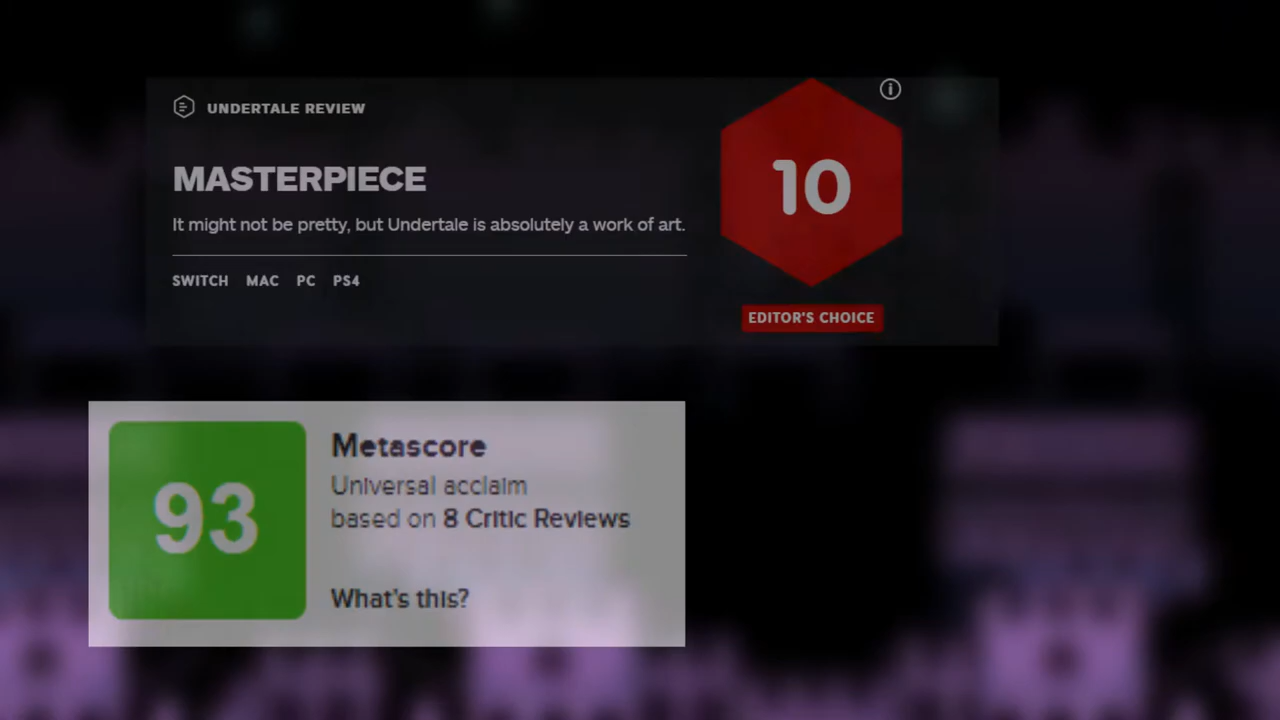 UNDERTALE REVIEW
MASTERPIECE
It might not be pretty, but Undertale is absolutely a work of art.
SWITCH MAC PC PS4
10
EDITOR'S CHOICE
93
Metascore
Universal acclaim
based on 8 Critic Reviews
What's this?